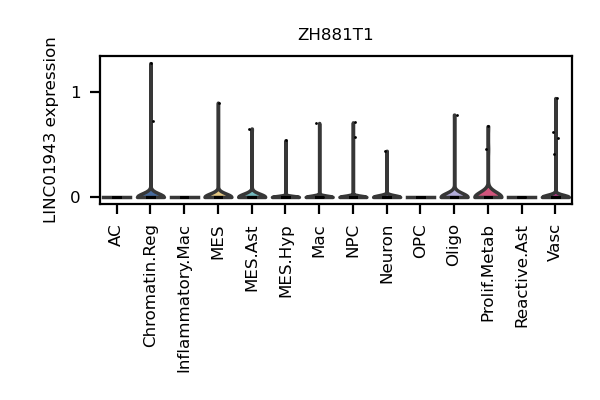 ZH881T1
LINC01943 expression
1
0
AC
Chromatin.Reg
Inflammatory.Mac
MES
MES.Ast
MES.Hyp
Mac
NPC
Neuron
OPC
Oligo
Prolif.Metab
Reactive.Ast
Vasc